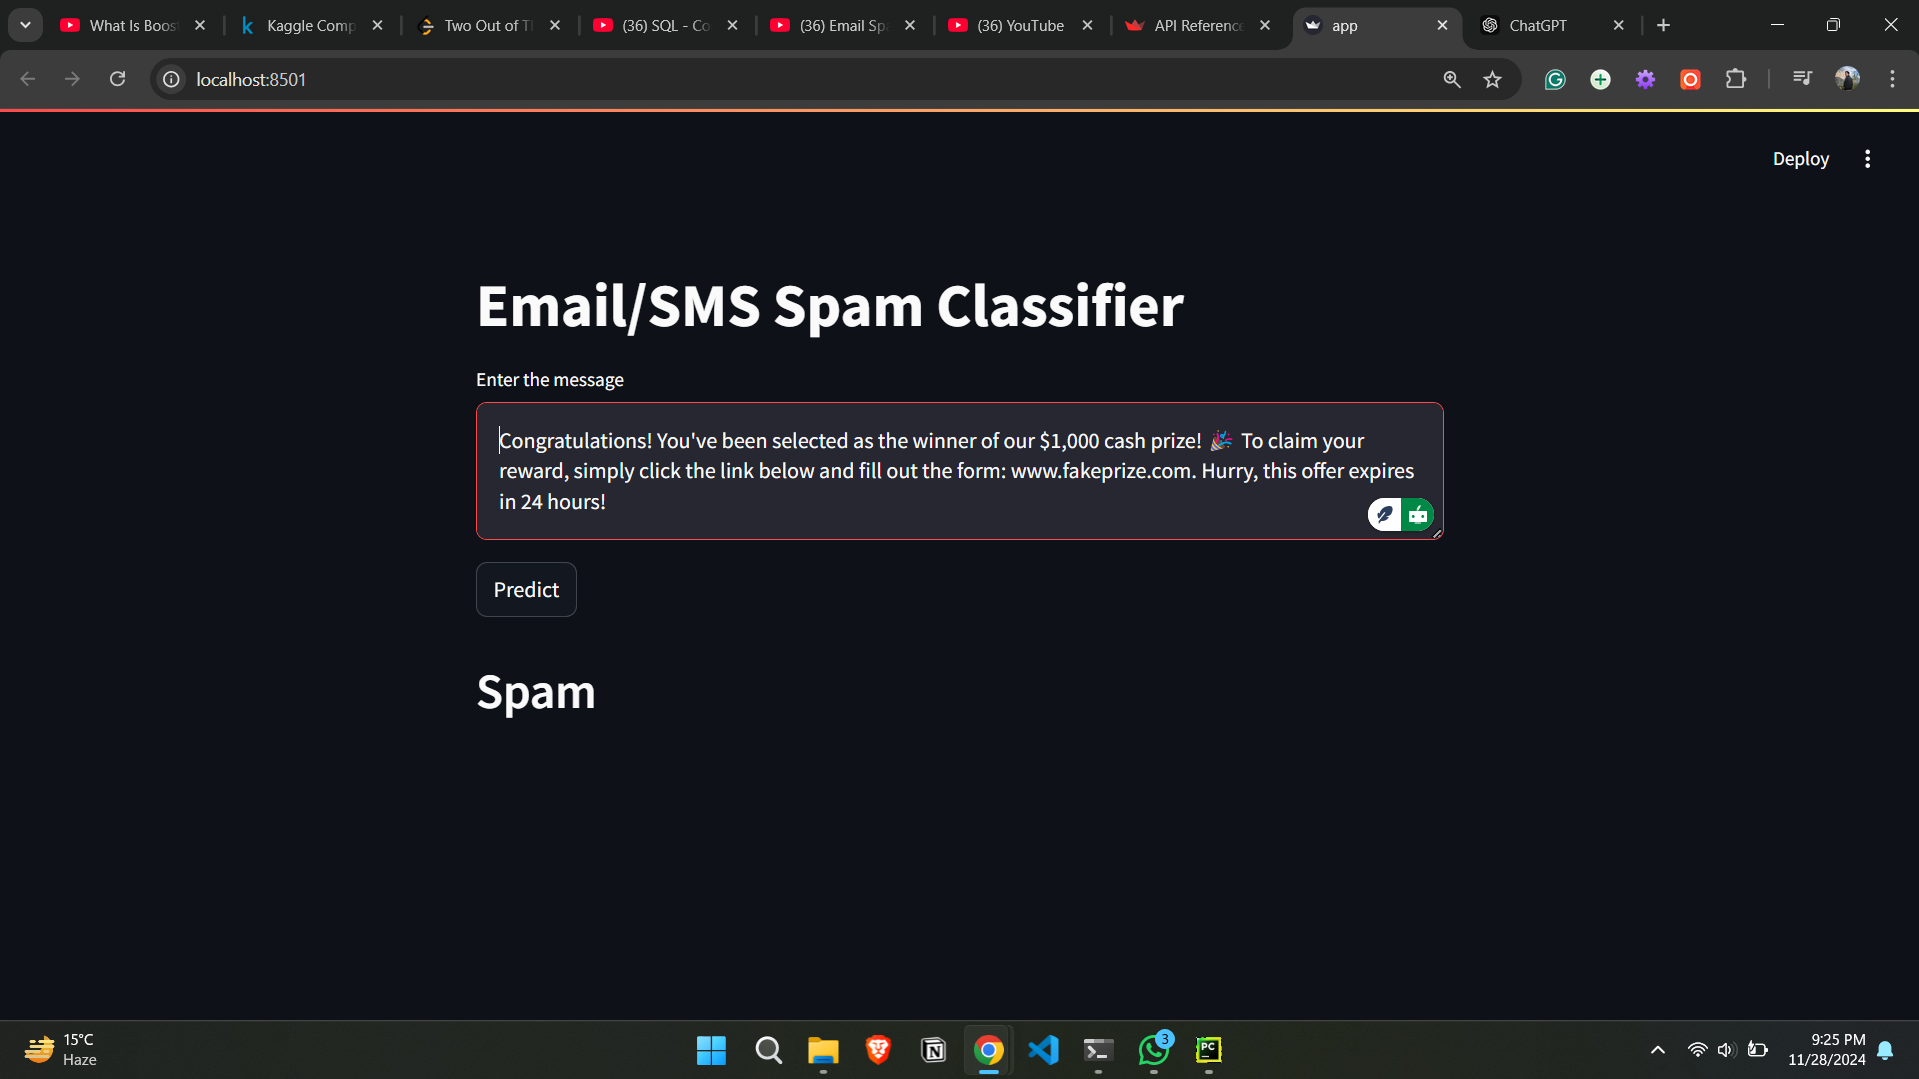 What Is Boos
Kaggle Comp
Two Out of T
(36) SQL - Co
(36) Email Sp
(36) YouTube
API Reference
app
ChatGPT
localhost:8501
Deploy
Email/SMS Spam Classifier
Enter the message
Congratulations! You've been selected as the winner of our $1,000 cash prize! 🎉 To claim your
reward, simply click the link below and fill out the form: www.fakeprize.com. Hurry, this offer expires
in 24 hours!
Predict
Spam
15°C
Haze
3
PC
9:25 PM
11/28/2024